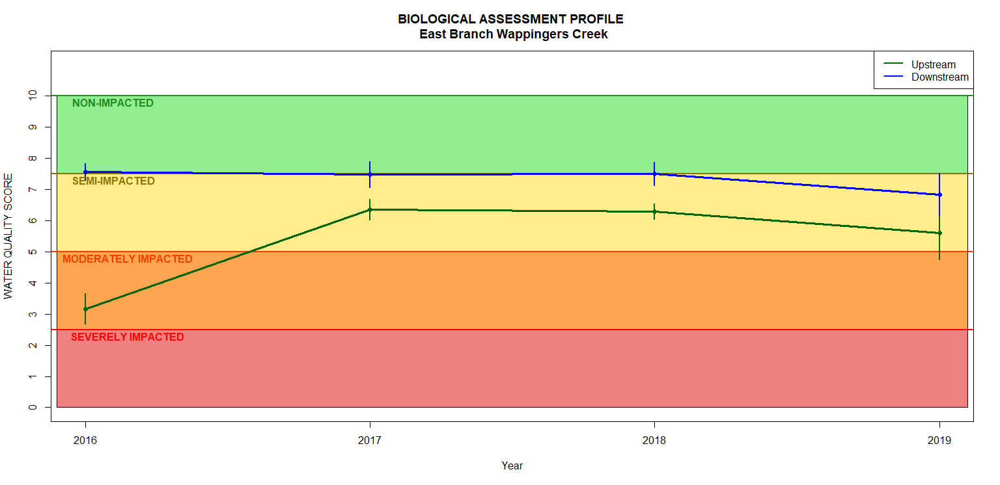 BIOLOGICAL ASSESSMENT PROFILE
East Branch Wappingers Creek
Upstream
Downstream
WATER QUALITY SCORE
10
9
8
7
6
5
4
3
2
1
0
NON-IMPACTED
SEMI-IMPACTED
MODERATELY IMPACTED
SEVERELY IMPACTED
2016 2017 2018 2019
Year